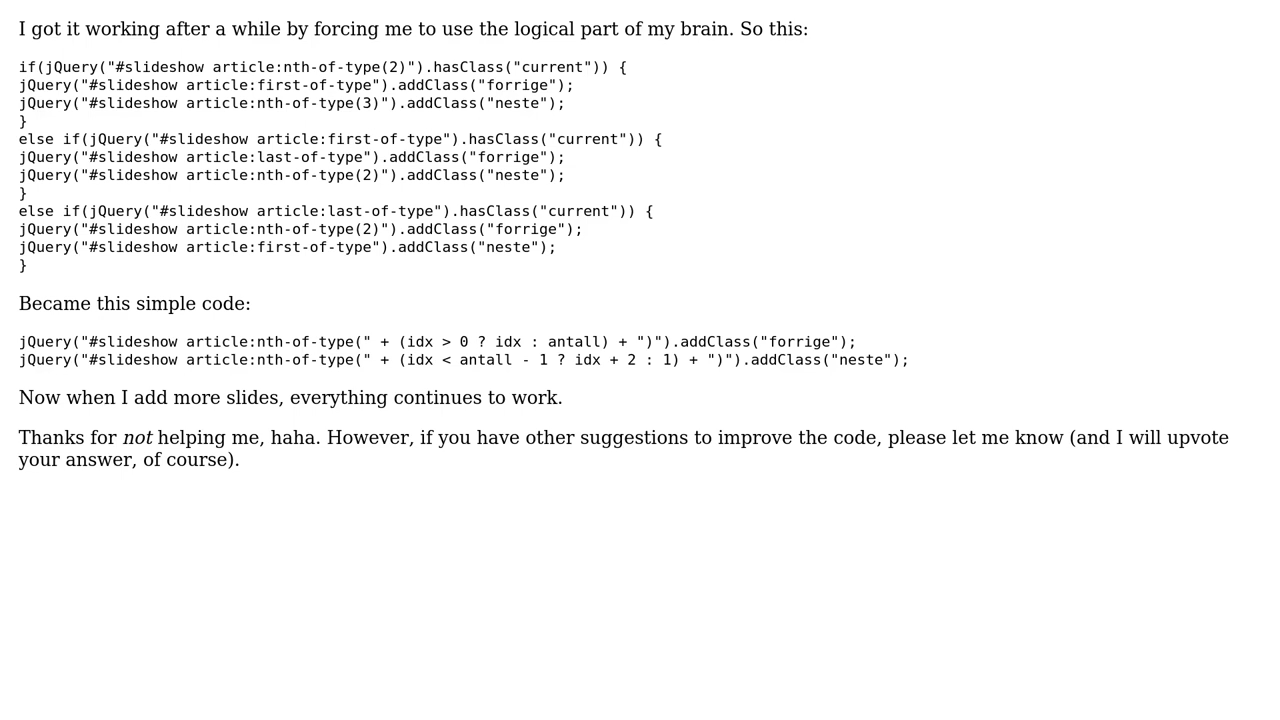 I got it working after a while by forcing me to use the logical part of my brain. So this:
if(jQuery("#slideshow article:nth-of-type(2)").hasClass("current")) {
jQuery("#slideshow article:first-of-type").addClass("forrige");
jQuery("#slideshow article:nth-of-type(3)").addClass("neste");
}
else if(jQuery("#slideshow article:first-of-type").hasClass("current")) {
jQuery("#slideshow article:last-of-type").addClass("forrige");
jQuery("#slideshow article:nth-of-type(2)").addClass("neste");
}
else if(jQuery("#slideshow article:last-of-type").hasClass("current")) {
jQuery("#slideshow article:nth-of-type(2)").addClass("forrige");
jQuery("#slideshow article:first-of-type").addClass("neste");
}
Became this simple code:
jQuery("#slideshow article:nth-of-type(" + (idx > 0 ? idx : antall) + ")").addClass("forrige");
jQuery("#slideshow article:nth-of-type(" + (idx < antall - 1 ? idx + 2 : 1) + ")").addClass("neste");
Now when I add more slides, everything continues to work.
Thanks for not helping me, haha. However, if you have other suggestions to improve the code, please let me know (and I will upvote
your answer, of course).